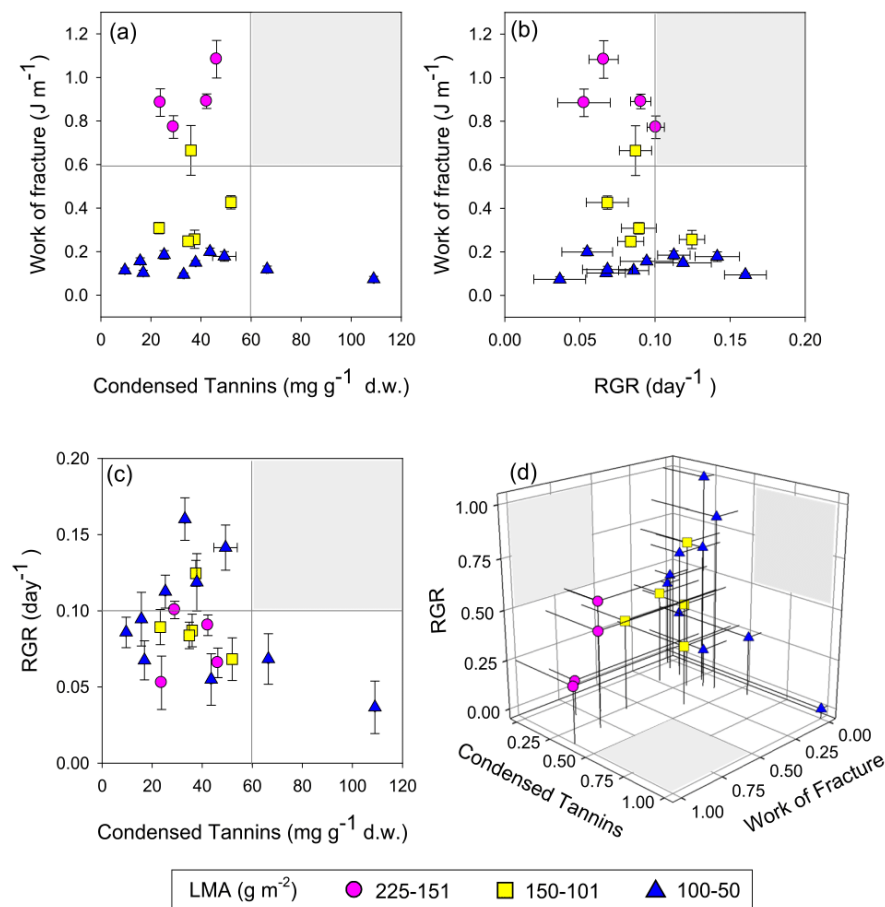 (a)
1.2
1.0
0.8
0.6
0.4
0.2
0.0
Work of fracture (J m⁻¹)
0 20 40 60 80 100 120
Condensed Tannins (mg g⁻¹ d.w.)
(b)
1.2
1.0
0.8
0.6
0.4
0.2
0.0
Work of fracture (J m⁻¹)
0.00 0.10 0.20
RGR (day⁻¹)
(c)
0.20
0.15
0.10
0.05
0.00
RGR (day⁻¹)
0 20 40 60 80 100 120
Condensed Tannins (mg g⁻¹ d.w.)
(d)
1.00
0.75
0.50
0.25
0.00
RGR
0.25
0.50
0.75
1.00
Condensed Tannins
0.00
0.25
0.50
0.75
1.00
Work of Fracture
LMA (g m⁻²) 225-151 150-101 100-50